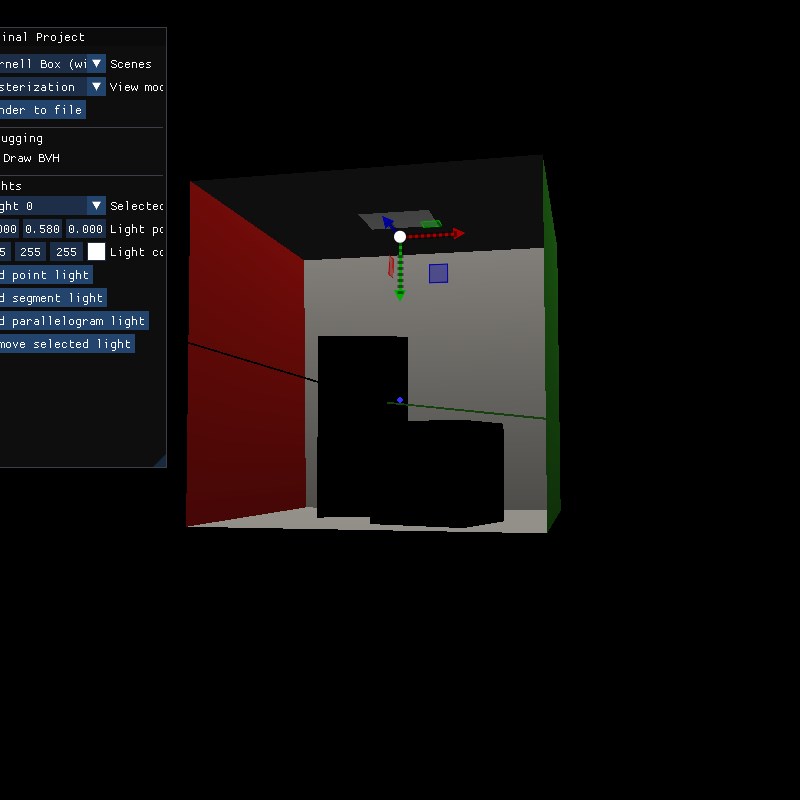 inal Project
rnell Box (wi Scenes
sterization View mod
nder to file
ugging
Draw BVH
hts
ght 0 Selected
000 0.580 0.000 Light po
5 255 255 Light co
d point light
d segment light
d parallelogram light
move selected light